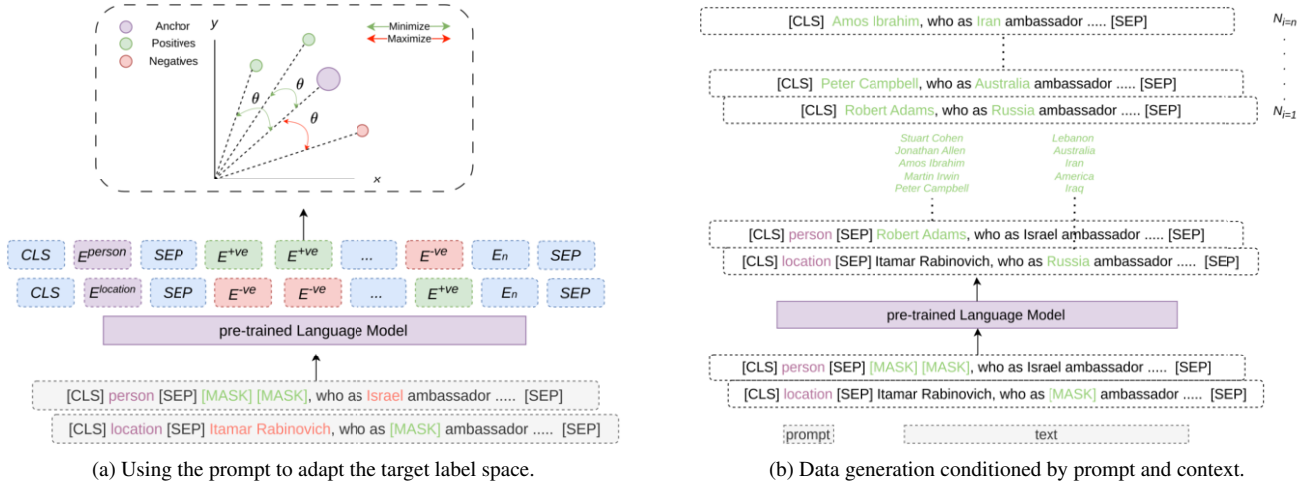 y
Anchor
Positives
Negatives
Minimize
Maximize
θ
θ
θ
x
CLS E^person SEP E^+ve E^+ve ... E^-ve E_n SEP
CLS E^location SEP E^-ve E^-ve ... E^+ve E_n SEP
pre-trained Language Model
[CLS] person [SEP] [MASK] [MASK], who as Israel ambassador ..... [SEP]
[CLS] location [SEP] Itamar Rabinovich, who as [MASK] ambassador ..... [SEP]
(a) Using the prompt to adapt the target label space.
[CLS] Amos Ibrahim, who as Iran ambassador ..... [SEP]
N_i=n
[CLS] Peter Campbell, who as Australia ambassador ..... [SEP]
[CLS] Robert Adams, who as Russia ambassador ..... [SEP]
N_i=1
Stuart Cohen Lebanon
Jonathan Allen Australia
Amos Ibrahim Iran
Martin Irwin America
Peter Campbell Iraq
[CLS] person [SEP] Robert Adams, who as Israel ambassador ..... [SEP]
[CLS] location [SEP] Itamar Rabinovich, who as Russia ambassador ..... [SEP]
pre-trained Language Model
[CLS] person [SEP] [MASK] [MASK], who as Israel ambassador ..... [SEP]
[CLS] location [SEP] Itamar Rabinovich, who as [MASK] ambassador ..... [SEP]
prompt text
(b) Data generation conditioned by prompt and context.